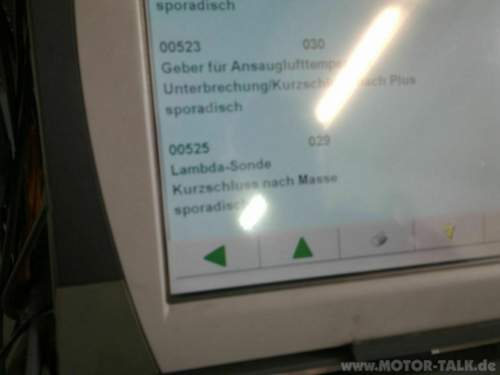 sporadisch
00523 030
Geber für Ansauglufttemp
Unterbrechung/Kurzschl nach Plus
sporadisch
00525 029
Lambda-Sonde
Kurzschluss nach Masse
sporadisch
www.MOTOR-TALK.de